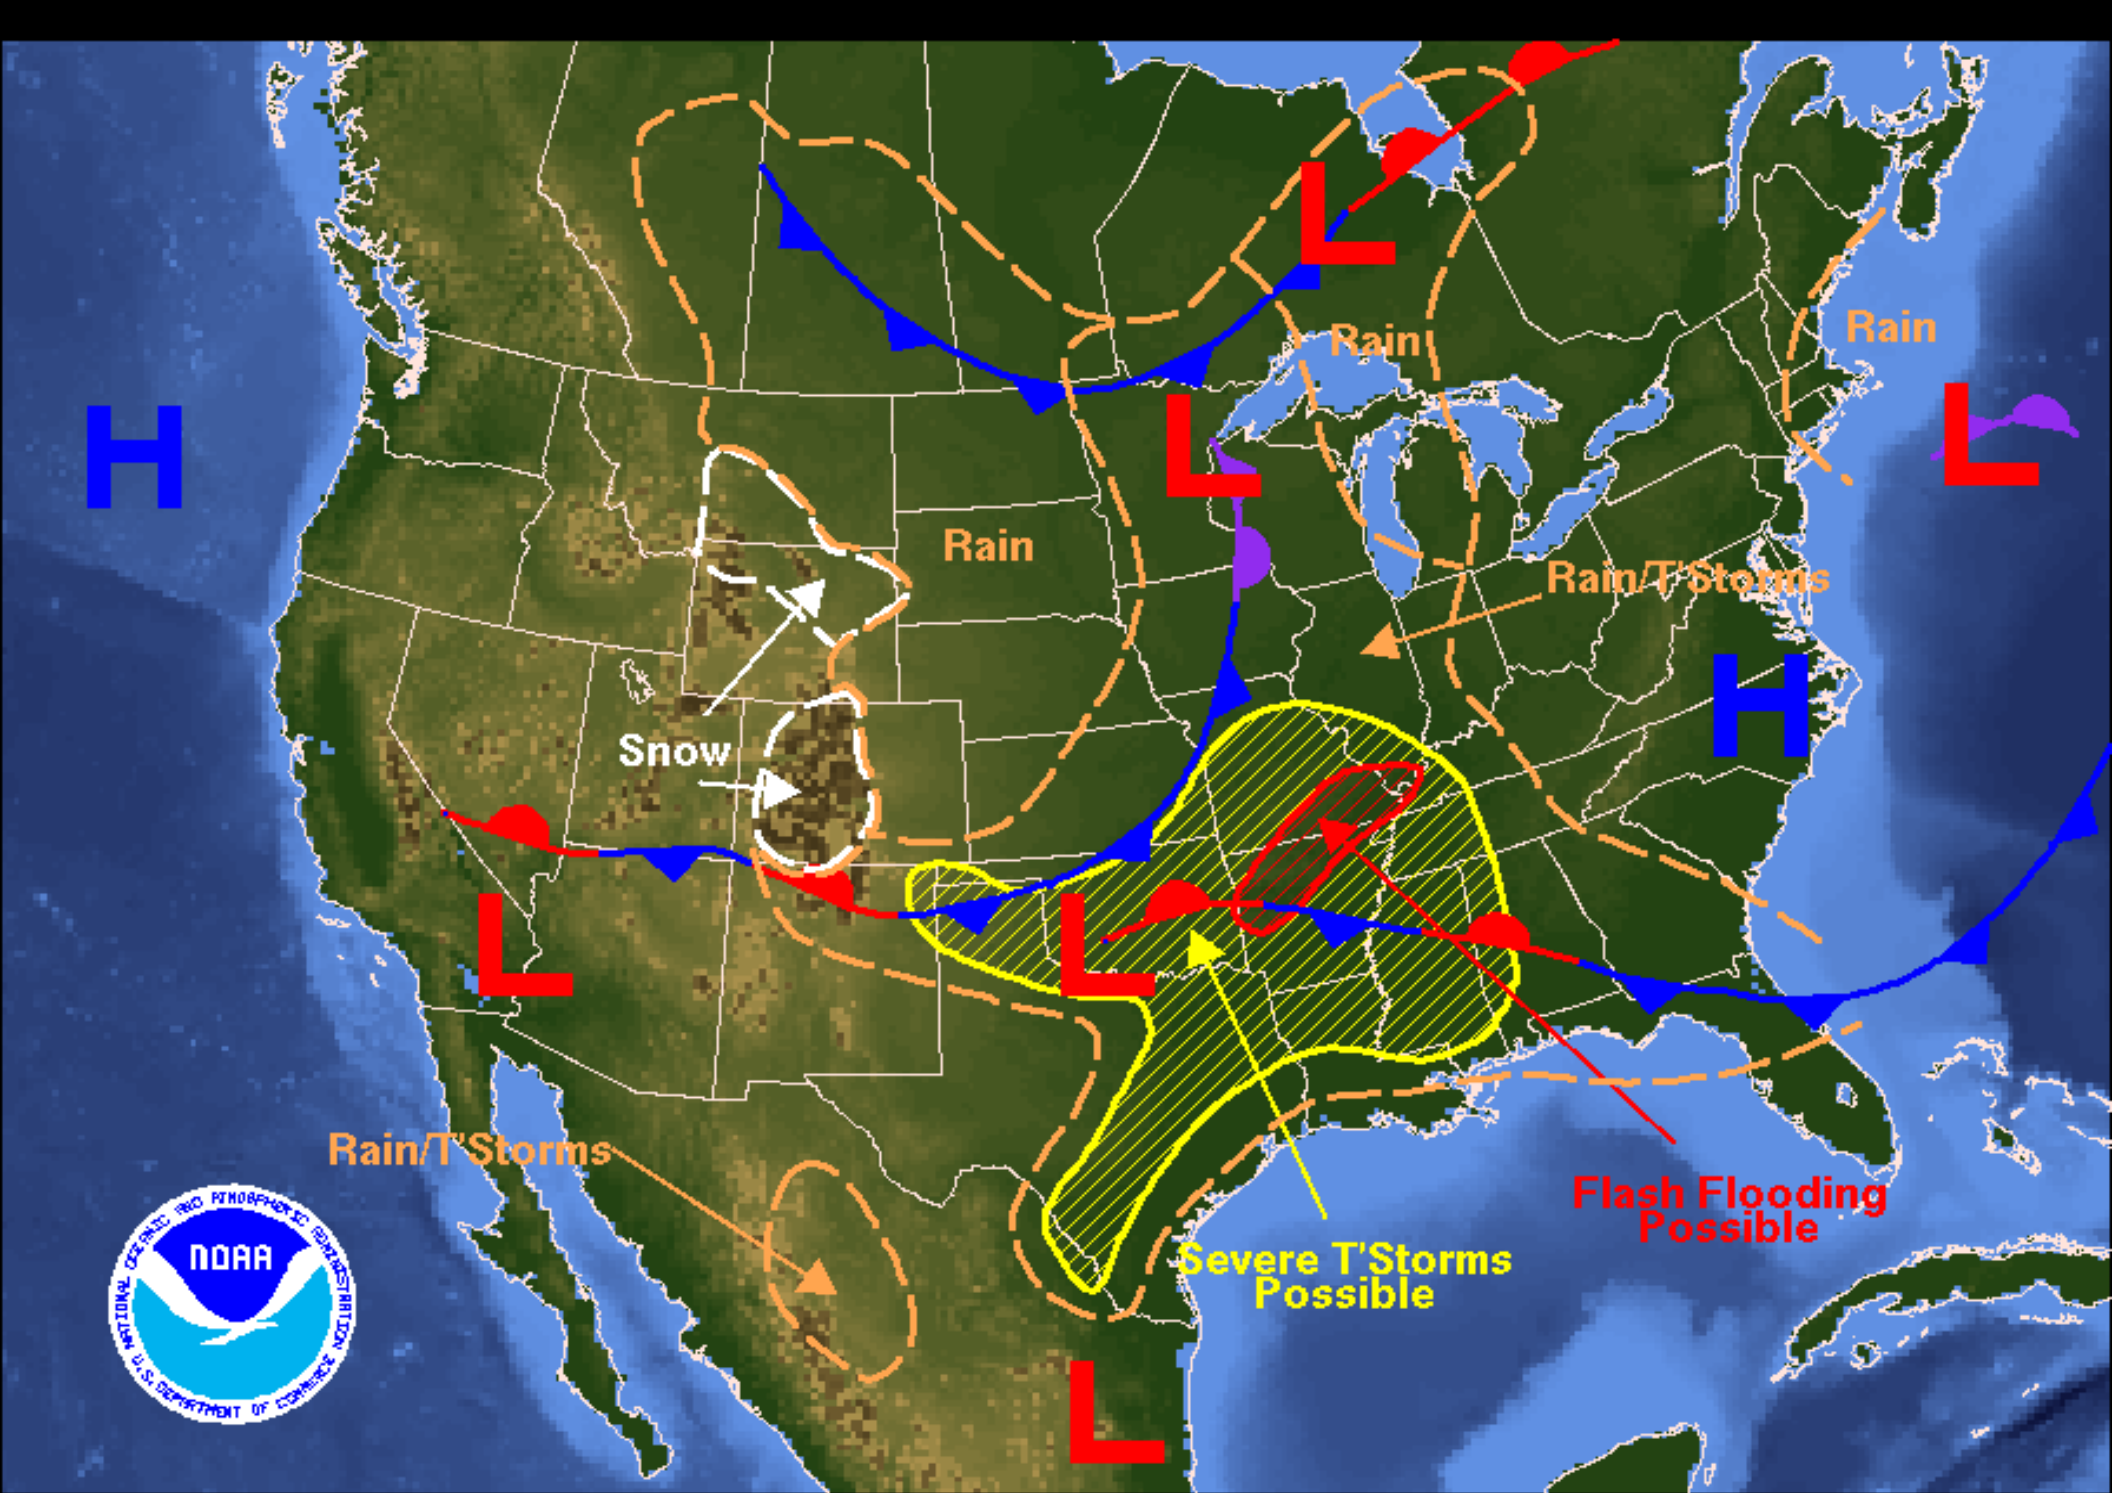 L
L
Rain
Rain
L
L
H
Rain
Rain/T'Storms
H
Snow
L
L
Rain/T'Storms
Flash Flooding
Possible
Severe T'Storms
Possible
NATIONAL OCEANIC AND ATMOSPHERIC ADMINISTRATION
NOAA
U.S. DEPARTMENT OF COMMERCE
L